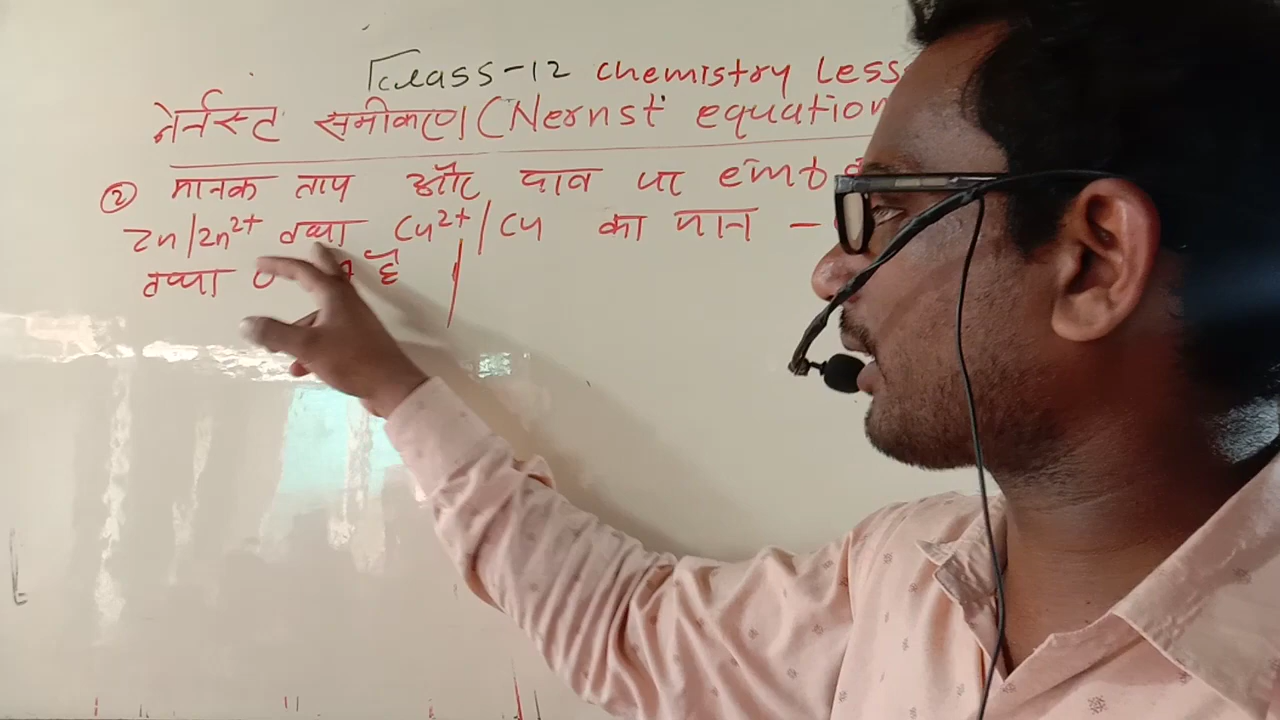 Class-12 chemistry Less
नेर्नस्ट समीकरण (Nernst equation
② मानक ताप और दाव पर emf
Zn/Zn²⁺ तथा Cu²⁺/Cu का मान -
तथा है